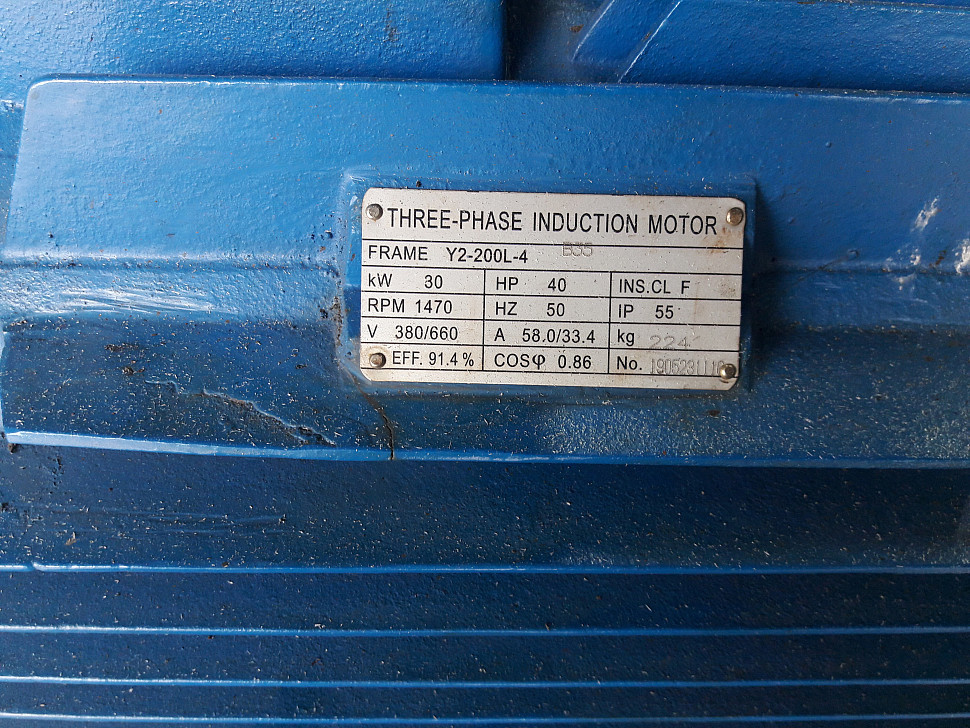 THREE-PHASE INDUCTION MOTOR
FRAME Y2-200L-4 B35
kW 30 HP 40 INS.CL F
RPM 1470 HZ 50 IP 55
V 380/660 A 58.0/33.4 kg 224
EFF. 91.4% COSφ 0.86 No.